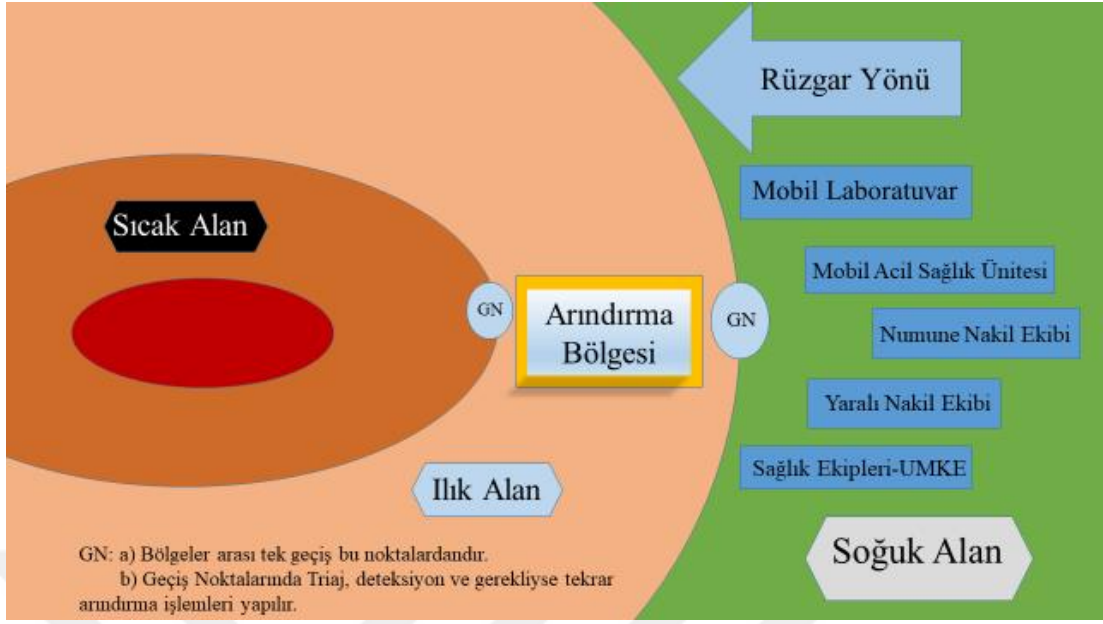 Rüzgar Yönü
Mobil Laboratuvar
Sıcak Alan
Mobil Acil Sağlık Ünitesi
GN
Arındırma
Bölgesi
GN
Numune Nakil Ekibi
Yaralı Nakil Ekibi
Sağlık Ekipleri-UMKE
Ilık Alan
Soğuk Alan
GN: a) Bölgeler arası tek geçiş bu noktalardandır.
b) Geçiş Noktalarında Triaj, deteksiyon ve gerekliyse tekrar
arındırma işlemleri yapılır.